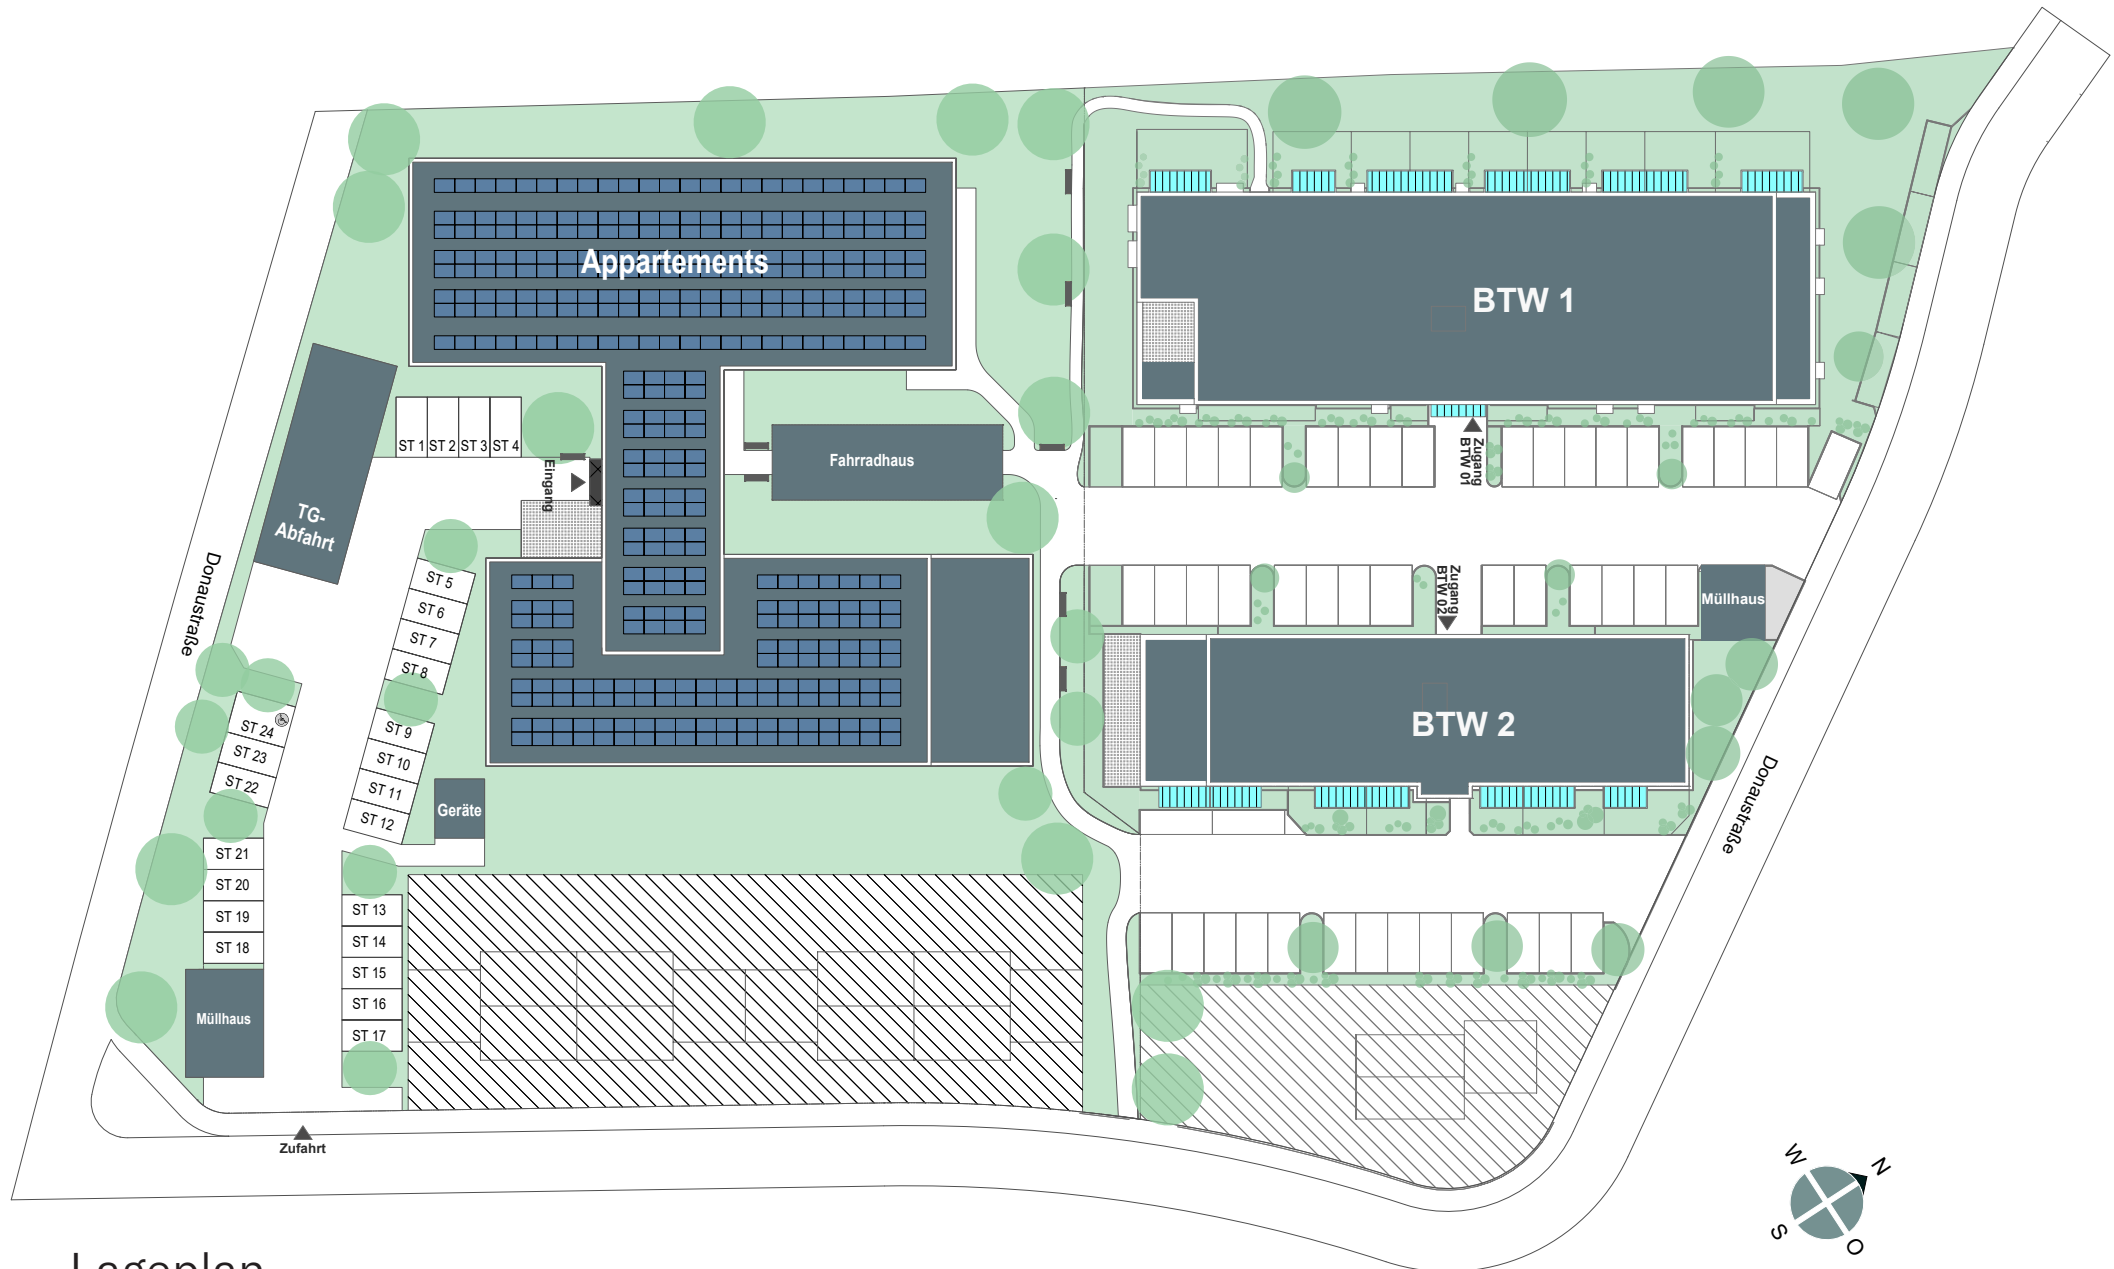 Appartements
BTW 1
ST 1
ST 2
ST 3
ST 4
Eingang
Fahrradhaus
Zugang
BTW 01
TG-
Abfahrt
Donaustraße
ST 5
ST 6
ST 7
ST 8
Zugang
BTW 02
Müllhaus
ST 24
ST 23
ST 22
ST 9
ST 10
ST 11
ST 12
Geräte
BTW 2
Donaustraße
ST 21
ST 20
ST 19
ST 18
ST 13
ST 14
ST 15
ST 16
ST 17
Müllhaus
Zufahrt
W
N
S
O
Lageplan